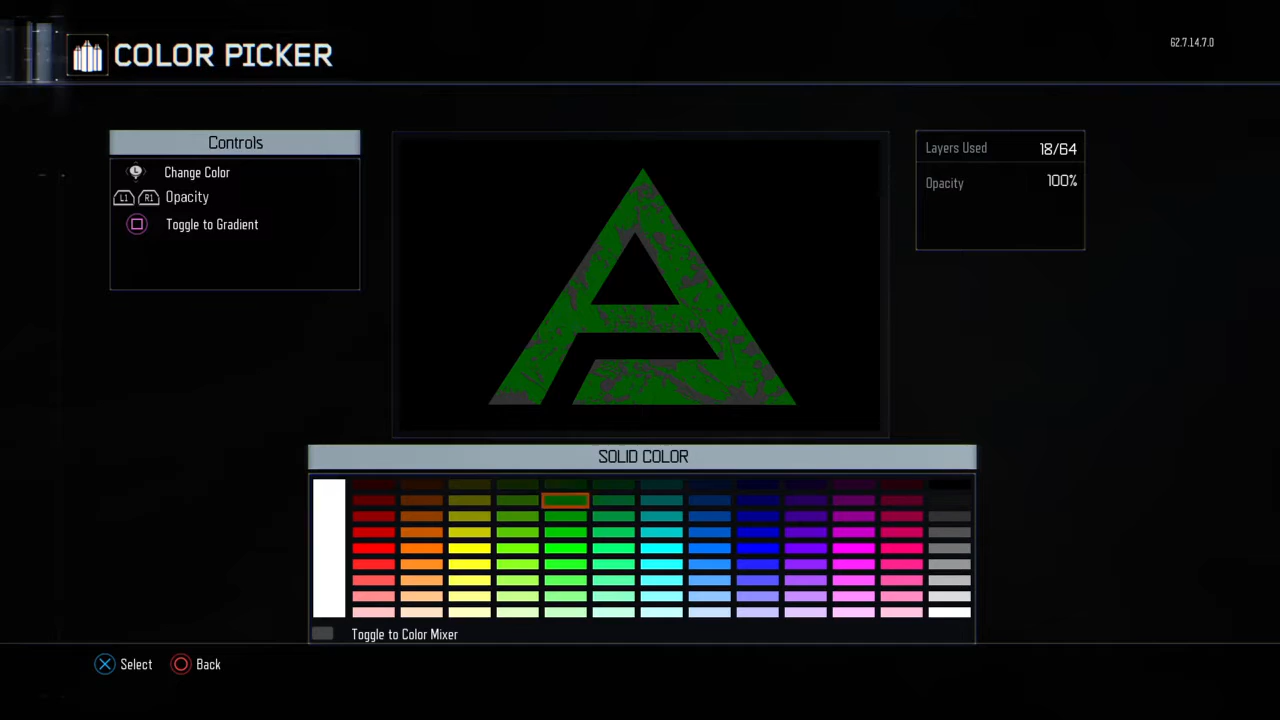 COLOR PICKER
62.7.14.7.0
Controls
L Change Color
L1 R1 Opacity
Toggle to Gradient
Layers Used 18/64
Opacity 100%
SOLID COLOR
Toggle to Color Mixer
Select Back